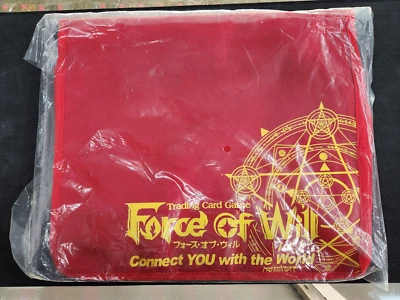 Trading Card Game
Force of Will
フォース・オブ・ウィル
Connect YOU with the World